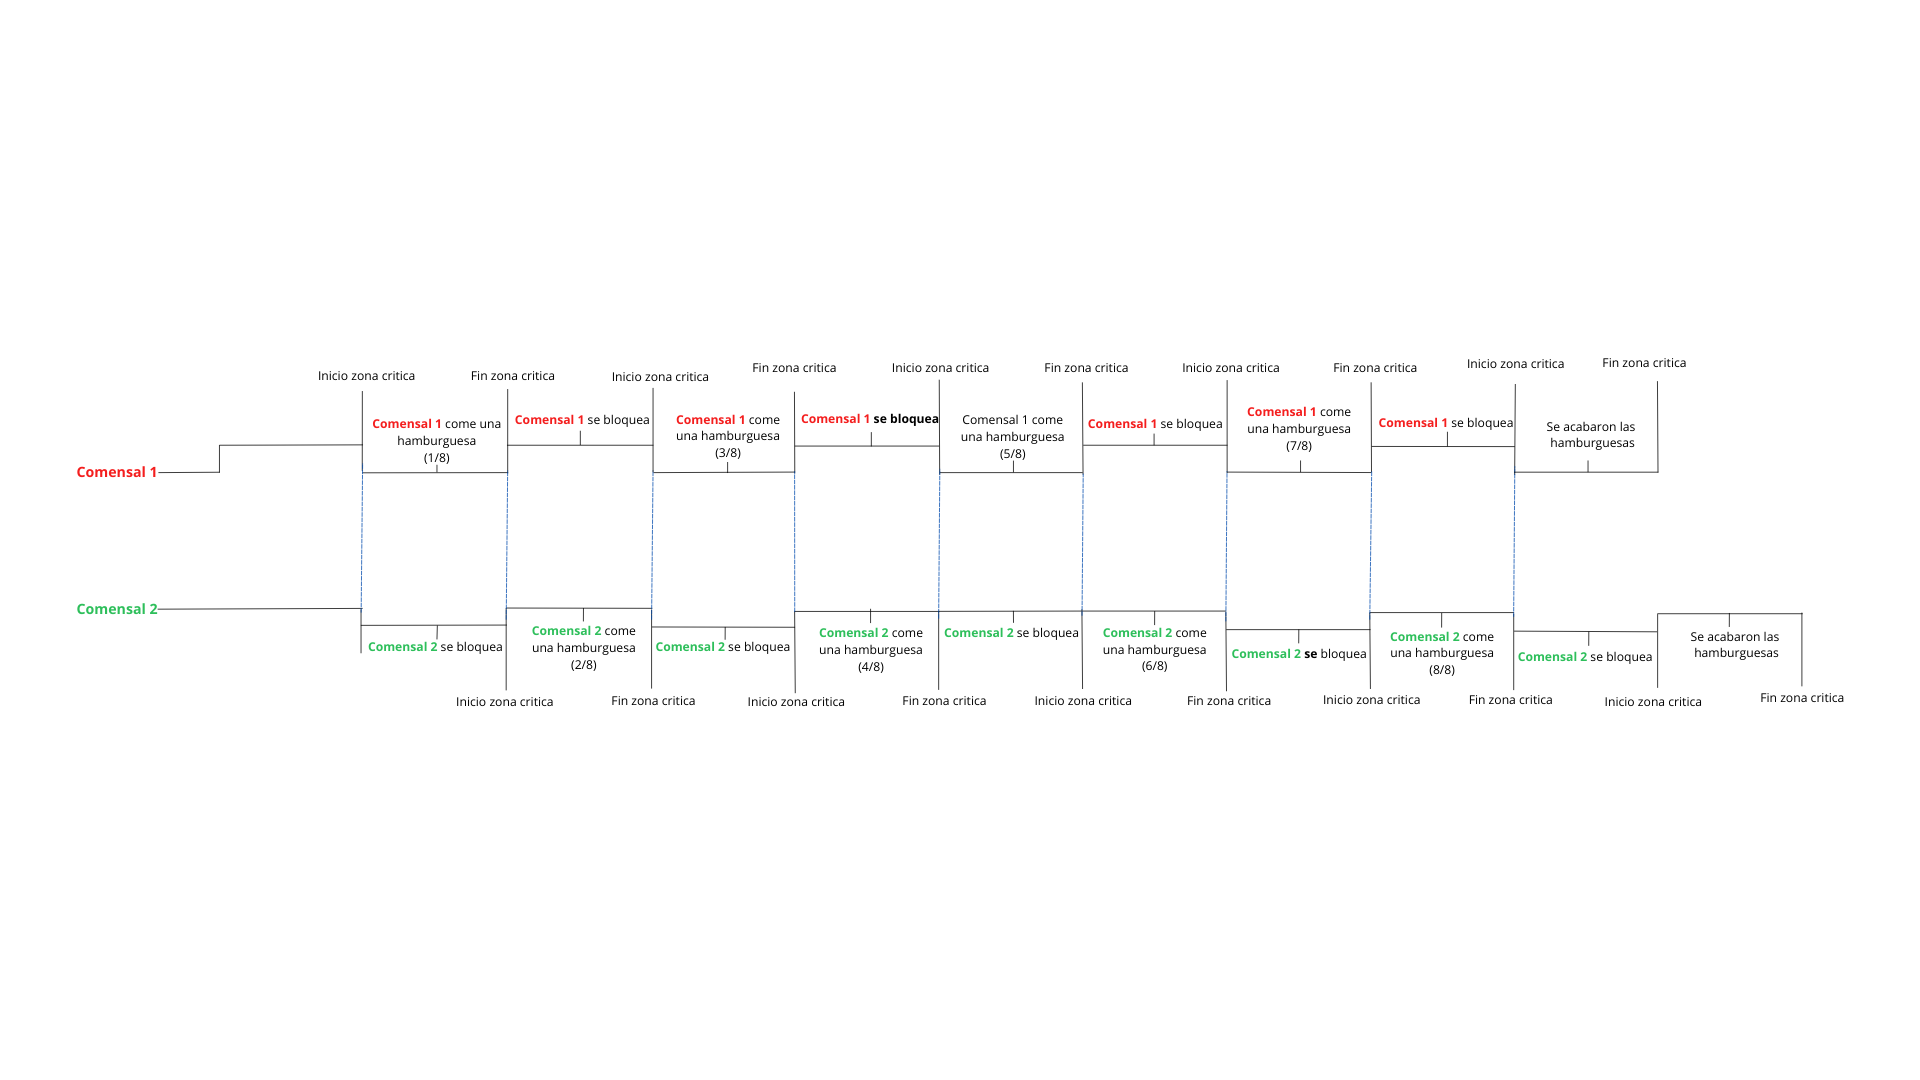 Inicio zona critica
Fin zona critica
Inicio zona critica
Fin zona critica
Inicio zona critica
Fin zona critica
Inicio zona critica
Fin zona critica
Inicio zona critica
Fin zona critica
Comensal 1
Comensal 1 come una
hamburguesa
(1/8)
Comensal 1 se bloquea
Comensal 1 come
una hamburguesa
(3/8)
Comensal 1 se bloquea
Comensal 1 come
una hamburguesa
(5/8)
Comensal 1 se bloquea
Comensal 1 come
una hamburguesa
(7/8)
Comensal 1 se bloquea
Se acabaron las
hamburguesas
Comensal 2
Comensal 2 se bloquea
Comensal 2 come
una hamburguesa
(2/8)
Comensal 2 se bloquea
Comensal 2 come
una hamburguesa
(4/8)
Comensal 2 se bloquea
Comensal 2 come
una hamburguesa
(6/8)
Comensal 2 se bloquea
Comensal 2 come
una hamburguesa
(8/8)
Comensal 2 se bloquea
Se acabaron las
hamburguesas
Inicio zona critica
Fin zona critica
Inicio zona critica
Fin zona critica
Inicio zona critica
Fin zona critica
Inicio zona critica
Fin zona critica
Inicio zona critica
Fin zona critica